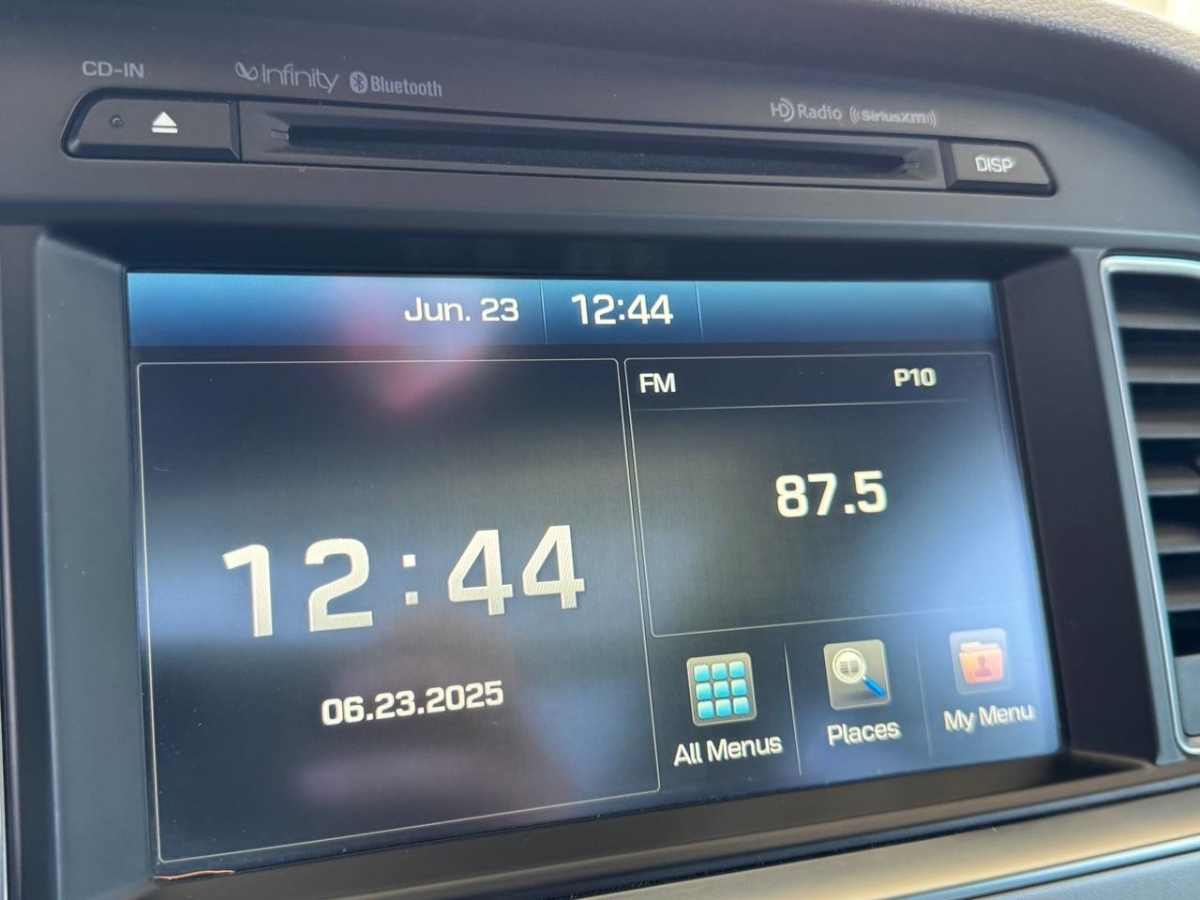 CD-IN
Infinity Bluetooth
HD Radio ((SiriusXM))
DISP
Jun. 23 12:44
FM P10
87.5
12:44
06.23.2025
All Menus Places My Menu